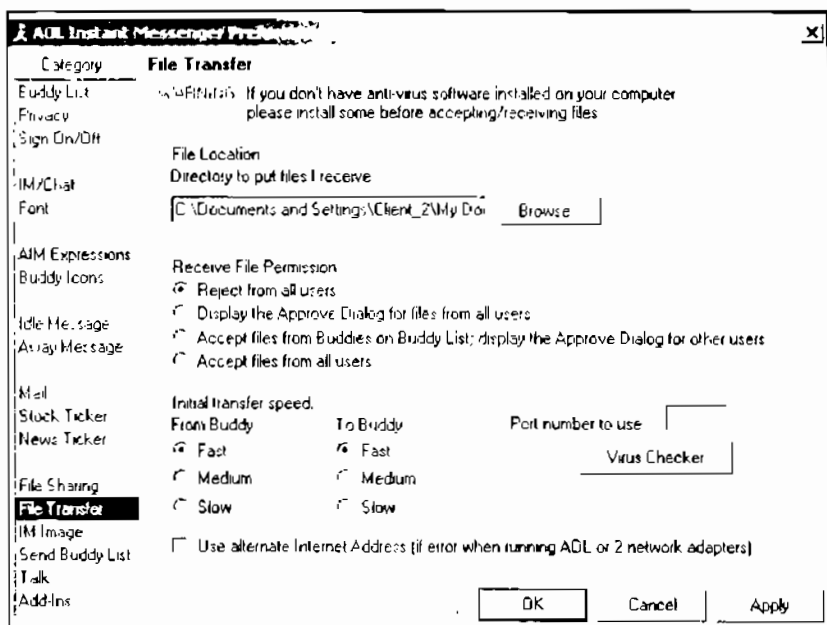 AOL Instant Messenger Prefe
Category
Buddy List
Privacy
Sign On/Off
IM/Chat
Font
AIM Expressions
Buddy Icons
Idle Message
Away Message
Mail
Stock Ticker
News Ticker
File Sharing
File Transfer
IM Image
Send Buddy List
Talk
Add-Ins
File Transfer
WARNING If you don't have anti-virus software installed on your computer
please install some before accepting/receiving files
File Location
Directory to put files I receive
C:\Documents and Settings\Client_2\My Do
Browse
Receive File Permission
Reject from all users
Display the Approve Dialog for files from all users
Accept files from Buddies on Buddy List; display the Approve Dialog for other users
Accept files from all users
Initial transfer speed.
From Buddy
Fast
Medium
Slow
To Buddy
Fast
Medium
Slow
Port number to use
Virus Checker
Use alternate Internet Address (if error when running AOL or 2 network adapters)
OK
Cancel
Apply